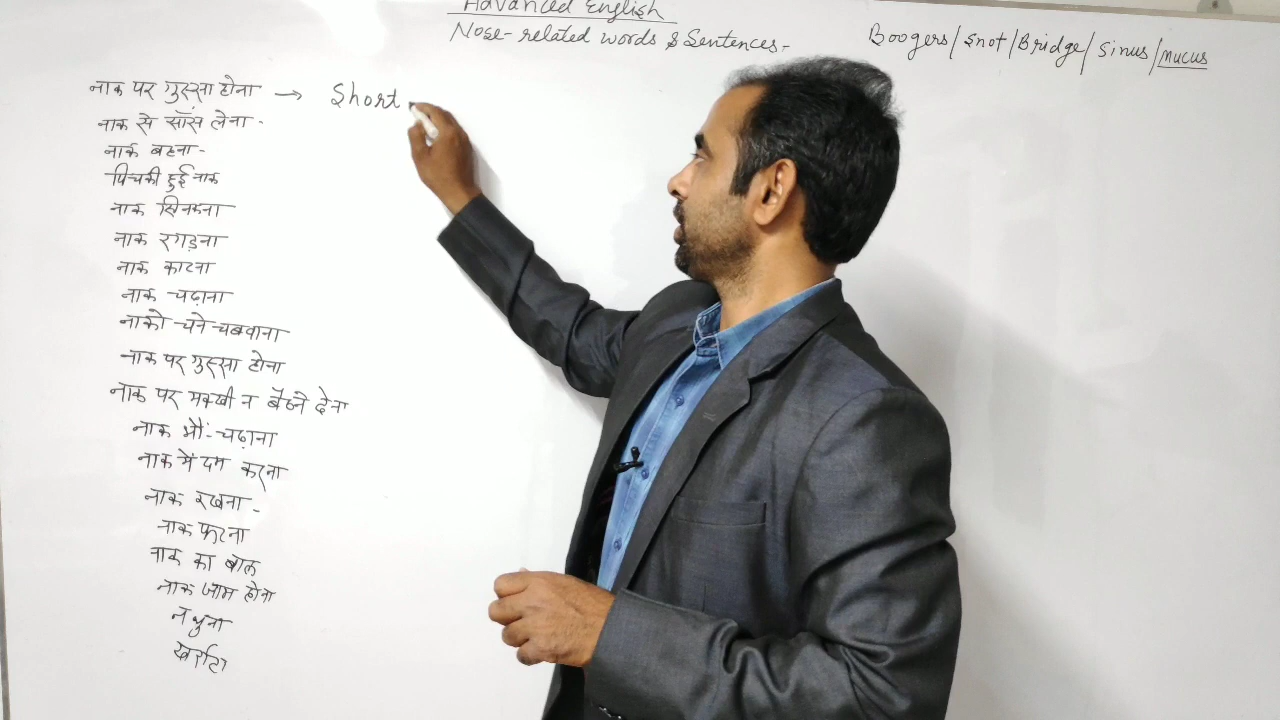 Advanced English
Nose-related words & Sentences-
Boogers/snot/Bridge/sinus/mucus
नाक पर गुस्सा होना → Short
नाक से साँस लेना -
नाक बहना -
पिचकी हुई नाक
नाक छिनकना
नाक रगड़ना
नाक काटना
नाक चढ़ाना
नाको चने चबवाना
नाक पर गुस्सा होना
नाक पर मक्खी न बैठने देना
नाक भौं-चढ़ाना
नाक में दम करना
नाक रखना -
नाक फटना
नाक का बाल
नाक जाम होना
नथुना
खर्राटा